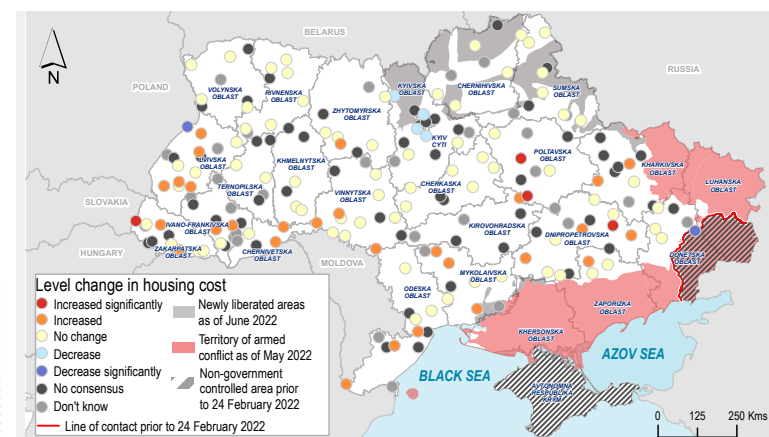 BELARUS
N
RUSSIA
POLAND
VOLYNSKA
OBLAST
RIVNENSKA
OBLAST
ZHYTOMYRSKA
OBLAST
KYIVSKA
OBLAST
CHERNIHIVSKA
OBLAST
SUMSKA
OBLAST
KYIV
CYTI
LVIVSKA
OBLAST
KHMELNYTSKA
OBLAST
POLTAVSKA
OBLAST
KHARKIVSKA
OBLAST
LUHANSKA
OBLAST
TERNOPILSKA
OBLAST
VINNYTSKA
OBLAST
CHERKASKA
OBLAST
SLOVAKIA
IVANO-FRANKIVSKA
OBLAST
KIROVOHRADSKA
OBLAST
DNIPROPETROVSKA
OBLAST
ZAKARPATSKA
OBLAST
CHERNIVETSKA
OBLAST
DONETSKA
OBLAST
HUNGARY
MOLDOVA
ODESKA
OBLAST
MYKOLAIVSKA
OBLAST
ZAPORIZKA
OBLAST
KHERSONSKA
OBLAST
AZOV SEA
BLACK SEA
AVTONOMNA
RESPUBLIKA
KRYM
Level change in housing cost
Increased significantly
Increased
No change
Decrease
Decrease significantly
No consensus
Don't know
Newly liberated areas
as of June 2022
Territory of armed
conflict as of May 2022
Non-government
controlled area prior
to 24 February 2022
Line of contact prior to 24 February 2022
0 125 250 Kms